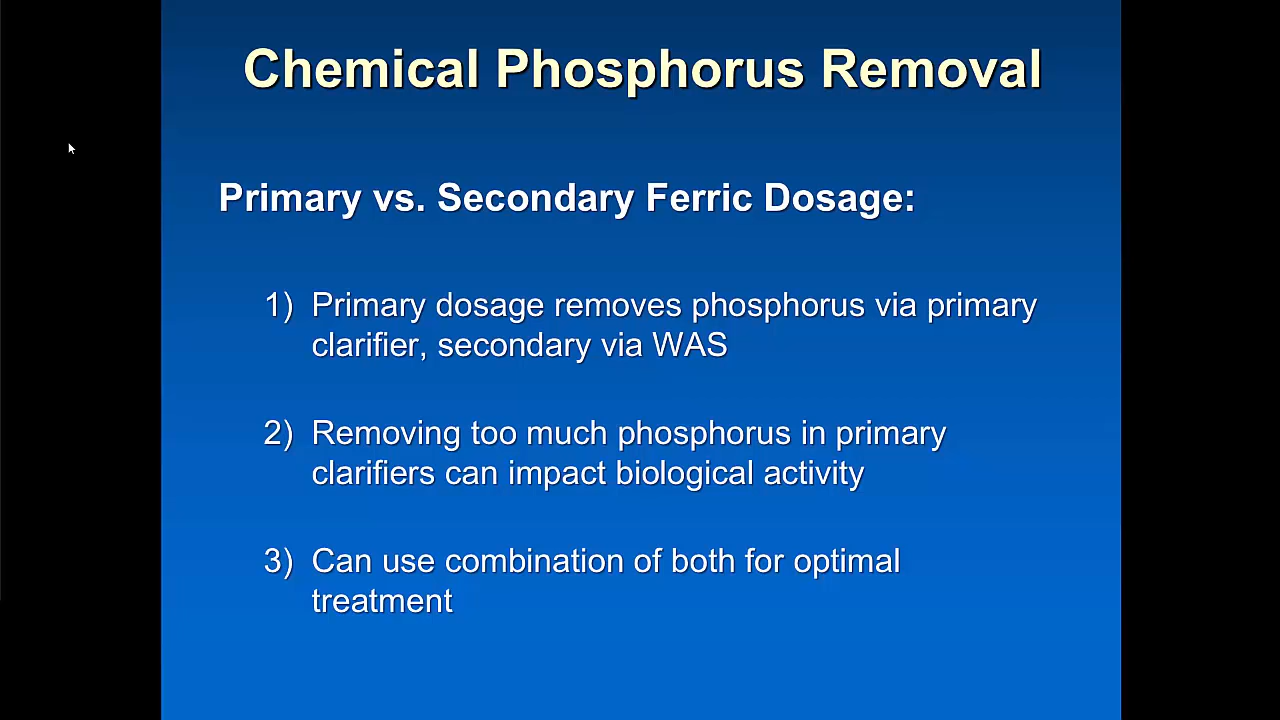 Chemical Phosphorus Removal
Primary vs. Secondary Ferric Dosage:
1) Primary dosage removes phosphorus via primary
clarifier, secondary via WAS
2) Removing too much phosphorus in primary
clarifiers can impact biological activity
3) Can use combination of both for optimal
treatment